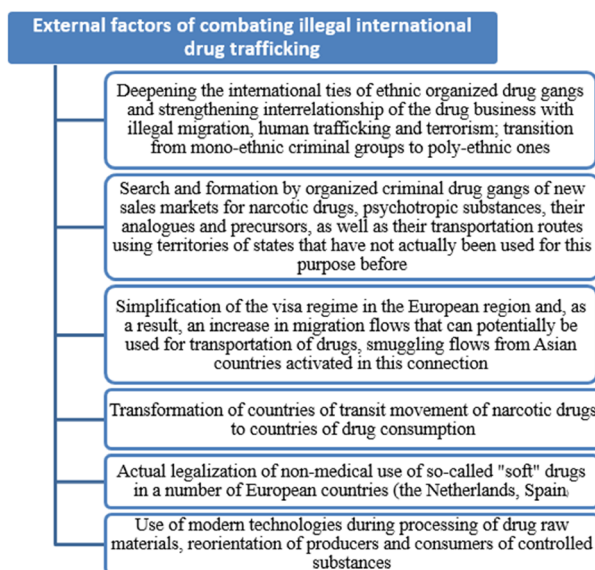 External factors of combating illegal international
drug trafficking
Deepening the international ties of ethnic organized drug gangs
and strengthening interrelationship of the drug business with
illegal migration, human trafficking and terrorism; transition
from mono-ethnic criminal groups to poly-ethnic ones
Search and formation by organized criminal drug gangs of new
sales markets for narcotic drugs, psychotropic substances, their
analogues and precursors, as well as their transportation routes
using territories of states that have not actually been used for this
purpose before
Simplification of the visa regime in the European region and, as
a result, an increase in migration flows that can potentially be
used for transportation of drugs, smuggling flows from Asian
countries activated in this connection
Transformation of countries of transit movement of narcotic drugs
to countries of drug consumption
Actual legalization of non-medical use of so-called "soft" drugs
in a number of European countries (the Netherlands, Spain
Use of modern technologies during processing of drug raw
materials, reorientation of producers and consumers of controlled
substances